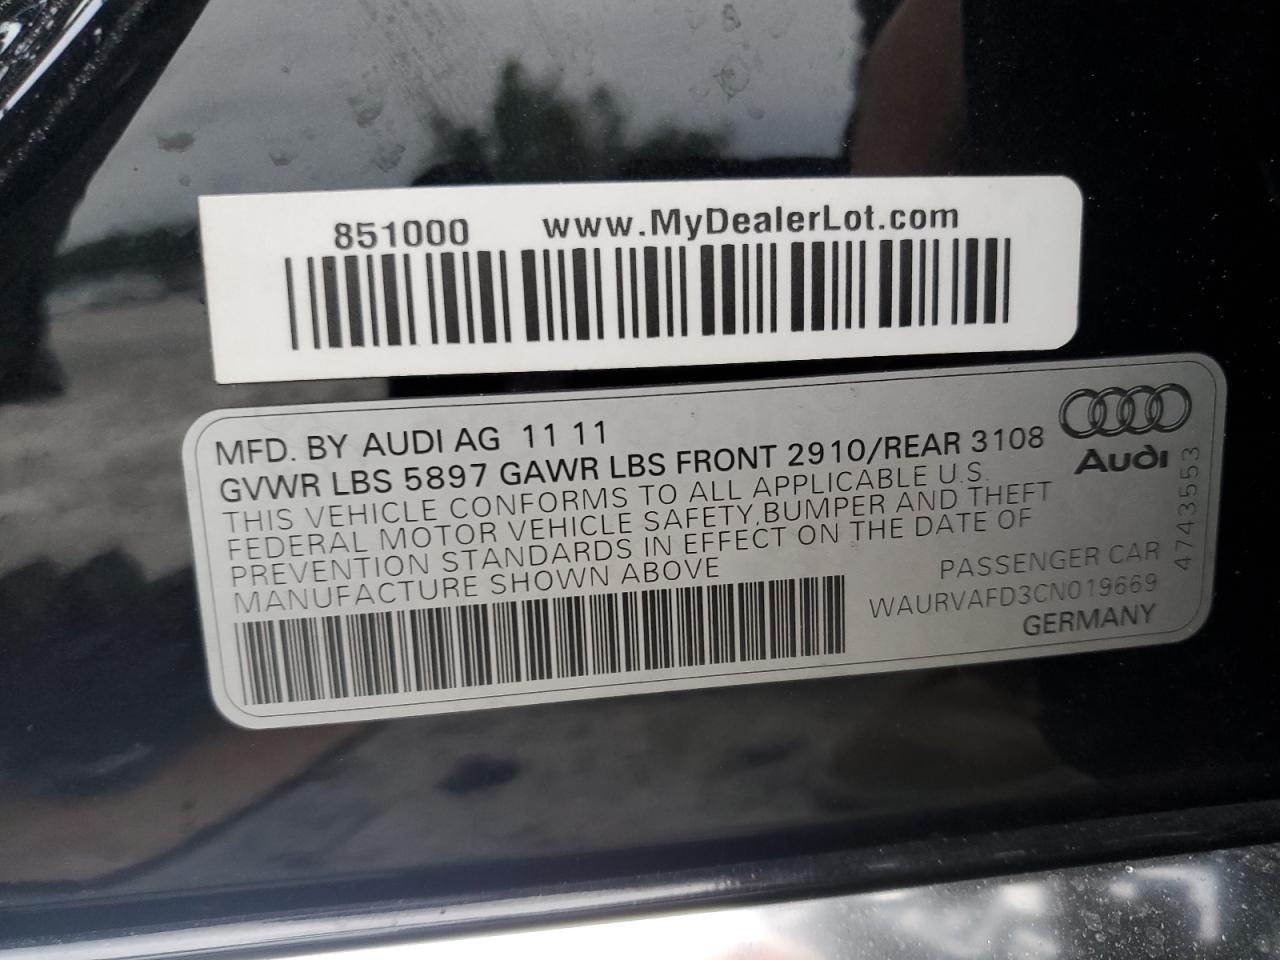 851000 www.MyDealerLot.com
MFD. BY AUDI AG 11 11
GVWR LBS 5897 GAWR LBS FRONT 2910/REAR 3108
THIS VEHICLE CONFORMS TO ALL APPLICABLE U.S.
FEDERAL MOTOR VEHICLE SAFETY, BUMPER AND THEFT
PREVENTION STANDARDS IN EFFECT ON THE DATE OF
MANUFACTURE SHOWN ABOVE
Audi
4743553
PASSENGER CAR
WAURVAFD3CN019669
GERMANY